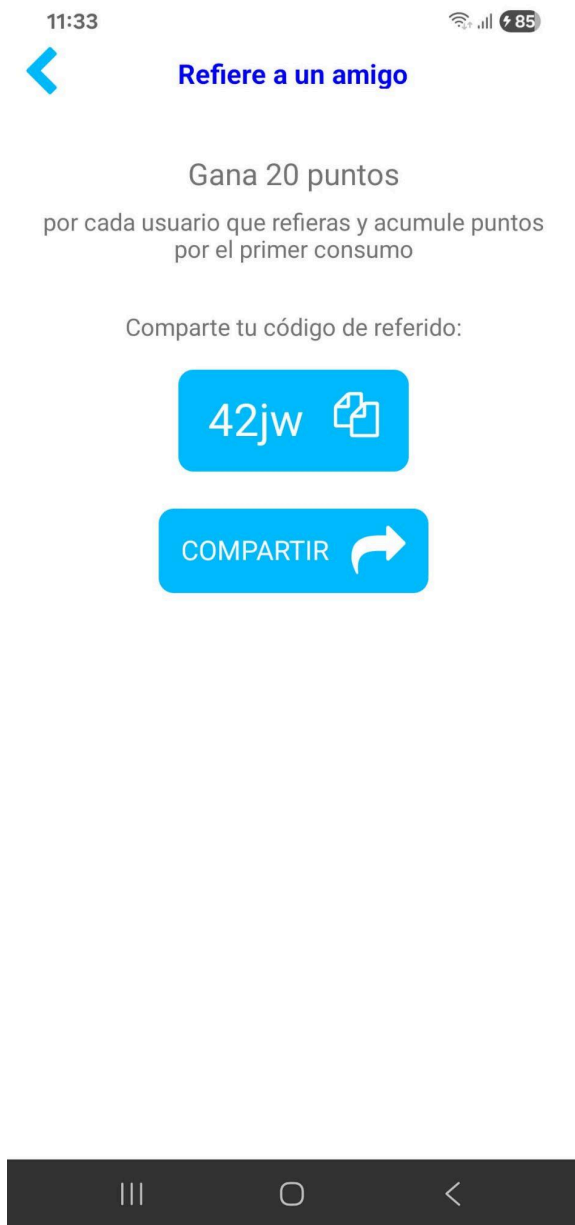 11:33
85
Refiere a un amigo
Gana 20 puntos
por cada usuario que refieras y acumule puntos
por el primer consumo
Comparte tu código de referido:
42jw
COMPARTIR